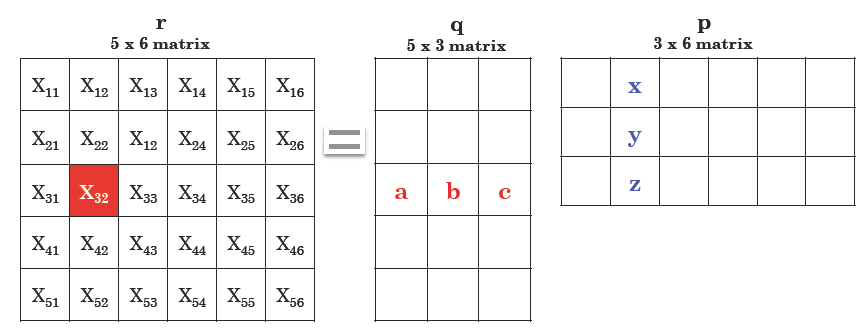 r
5 x 6 matrix
X11 X12 X13 X14 X15 X16
X21 X22 X12 X24 X25 X26
X31 X32 X33 X34 X35 X36
X41 X42 X43 X44 X45 X46
X51 X52 X53 X54 X55 X56
=
q
5 x 3 matrix
a b c
p
3 x 6 matrix
x
y
z